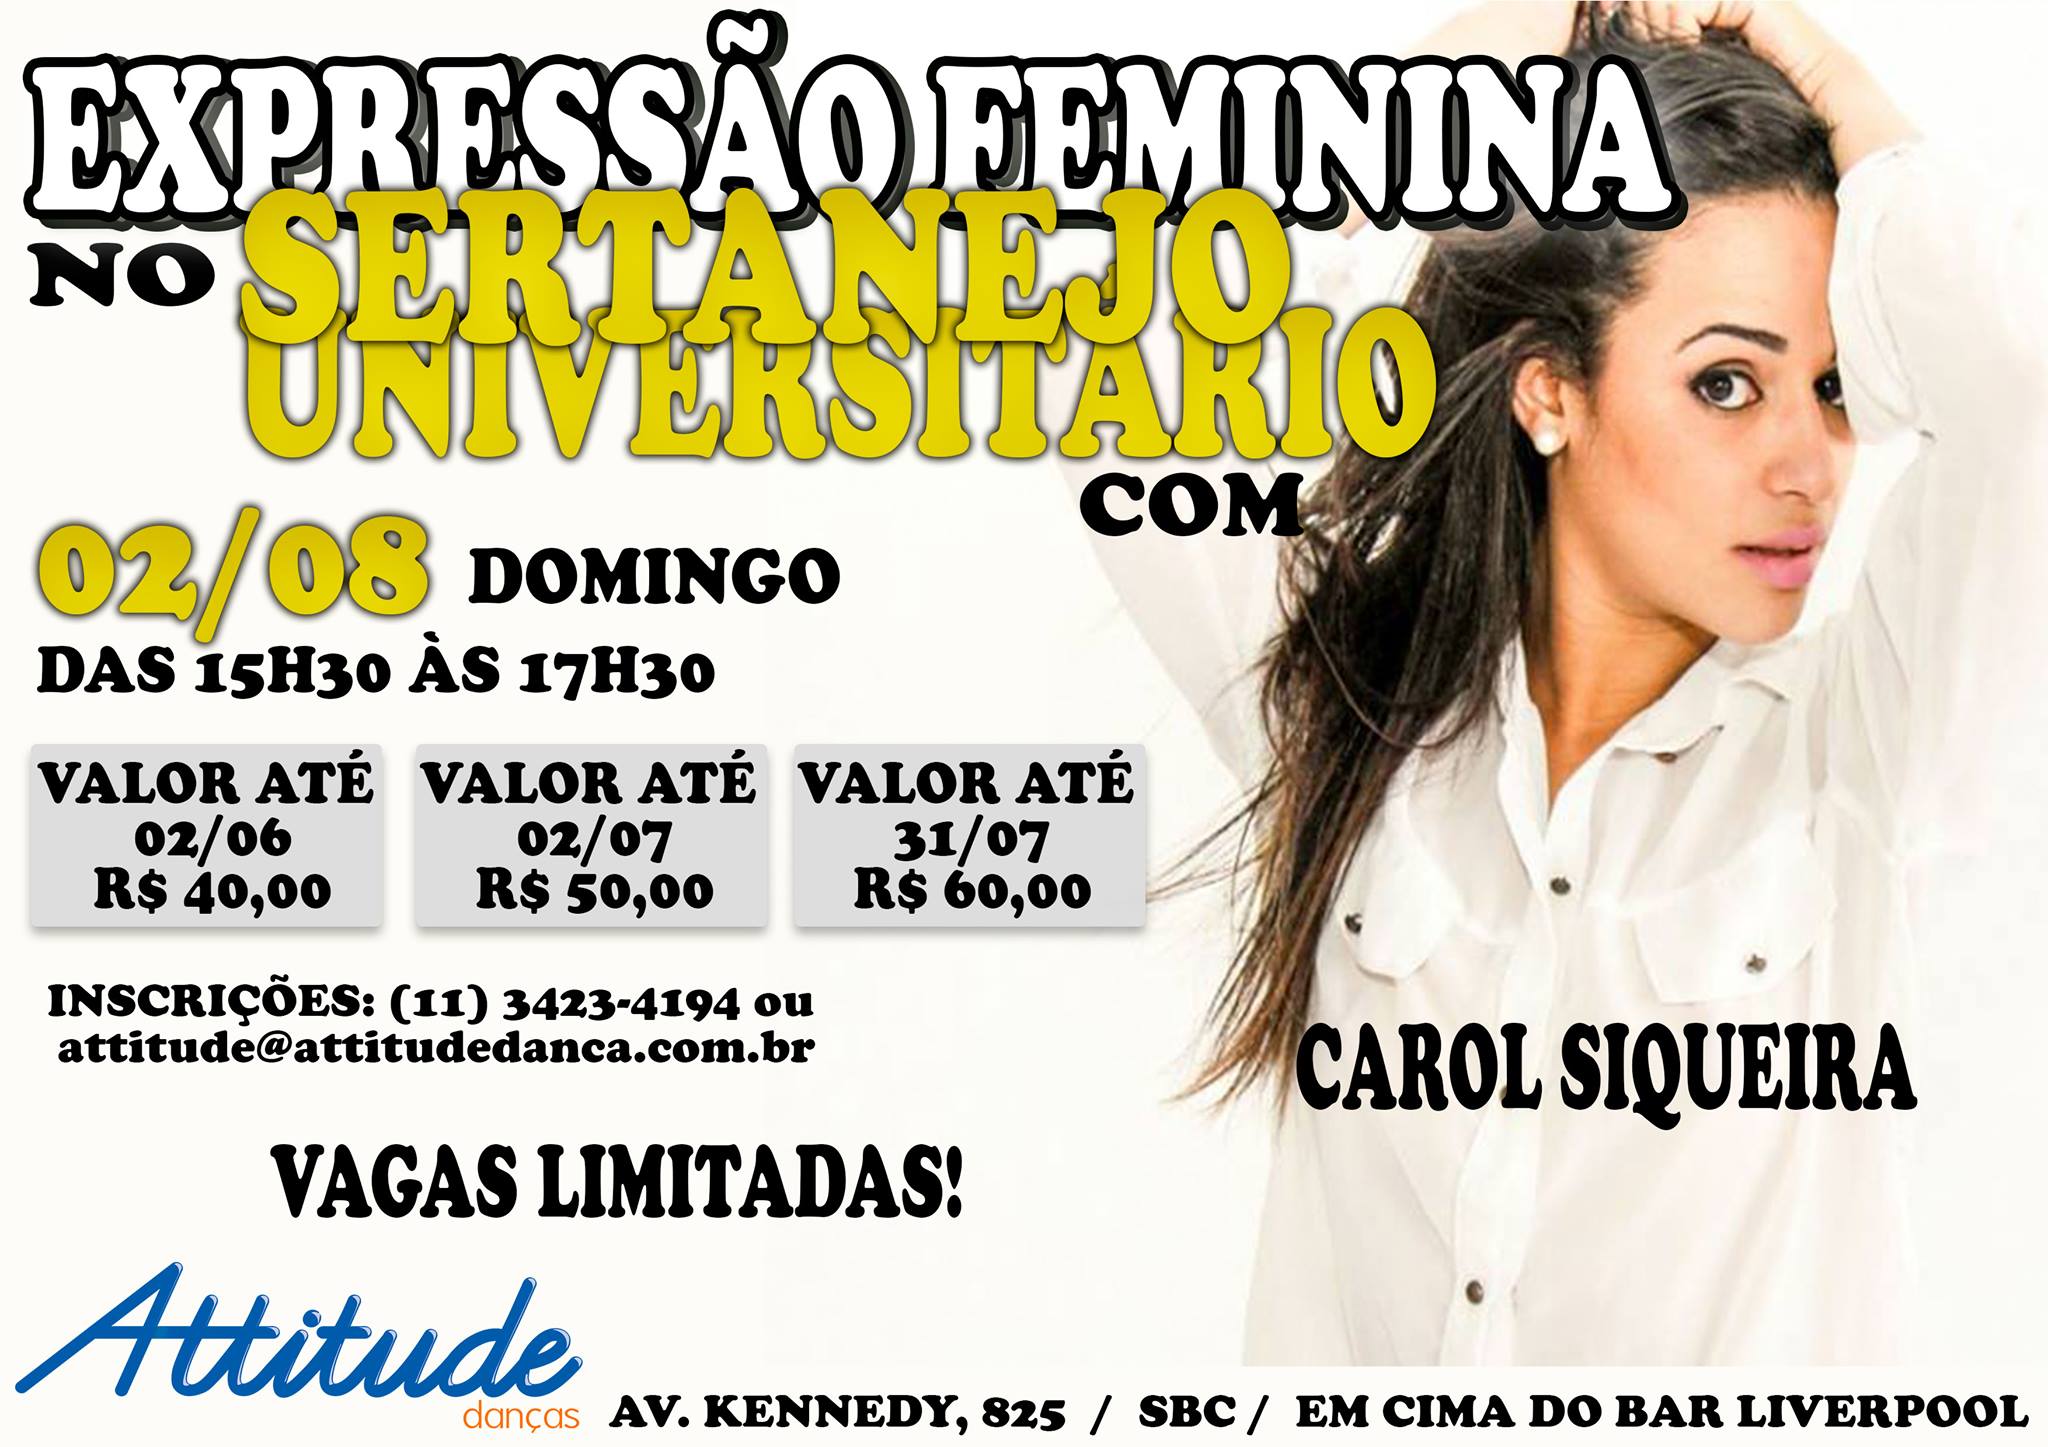 EXPRESSÃO FEMININA
NO SERTANEJO
UNIVERSITÁRIO
COM
02/08 DOMINGO
DAS 15H30 ÀS 17H30
VALOR ATÉ
02/06
R$ 40,00
VALOR ATÉ
02/07
R$ 50,00
VALOR ATÉ
31/07
R$ 60,00
INSCRIÇÕES: (11) 3423-4194 ou
attitude@attitudedanca.com.br
CAROL SIQUEIRA
VAGAS LIMITADAS!
Attitude
danças
AV. KENNEDY, 825 / SBC / EM CIMA DO BAR LIVERPOOL